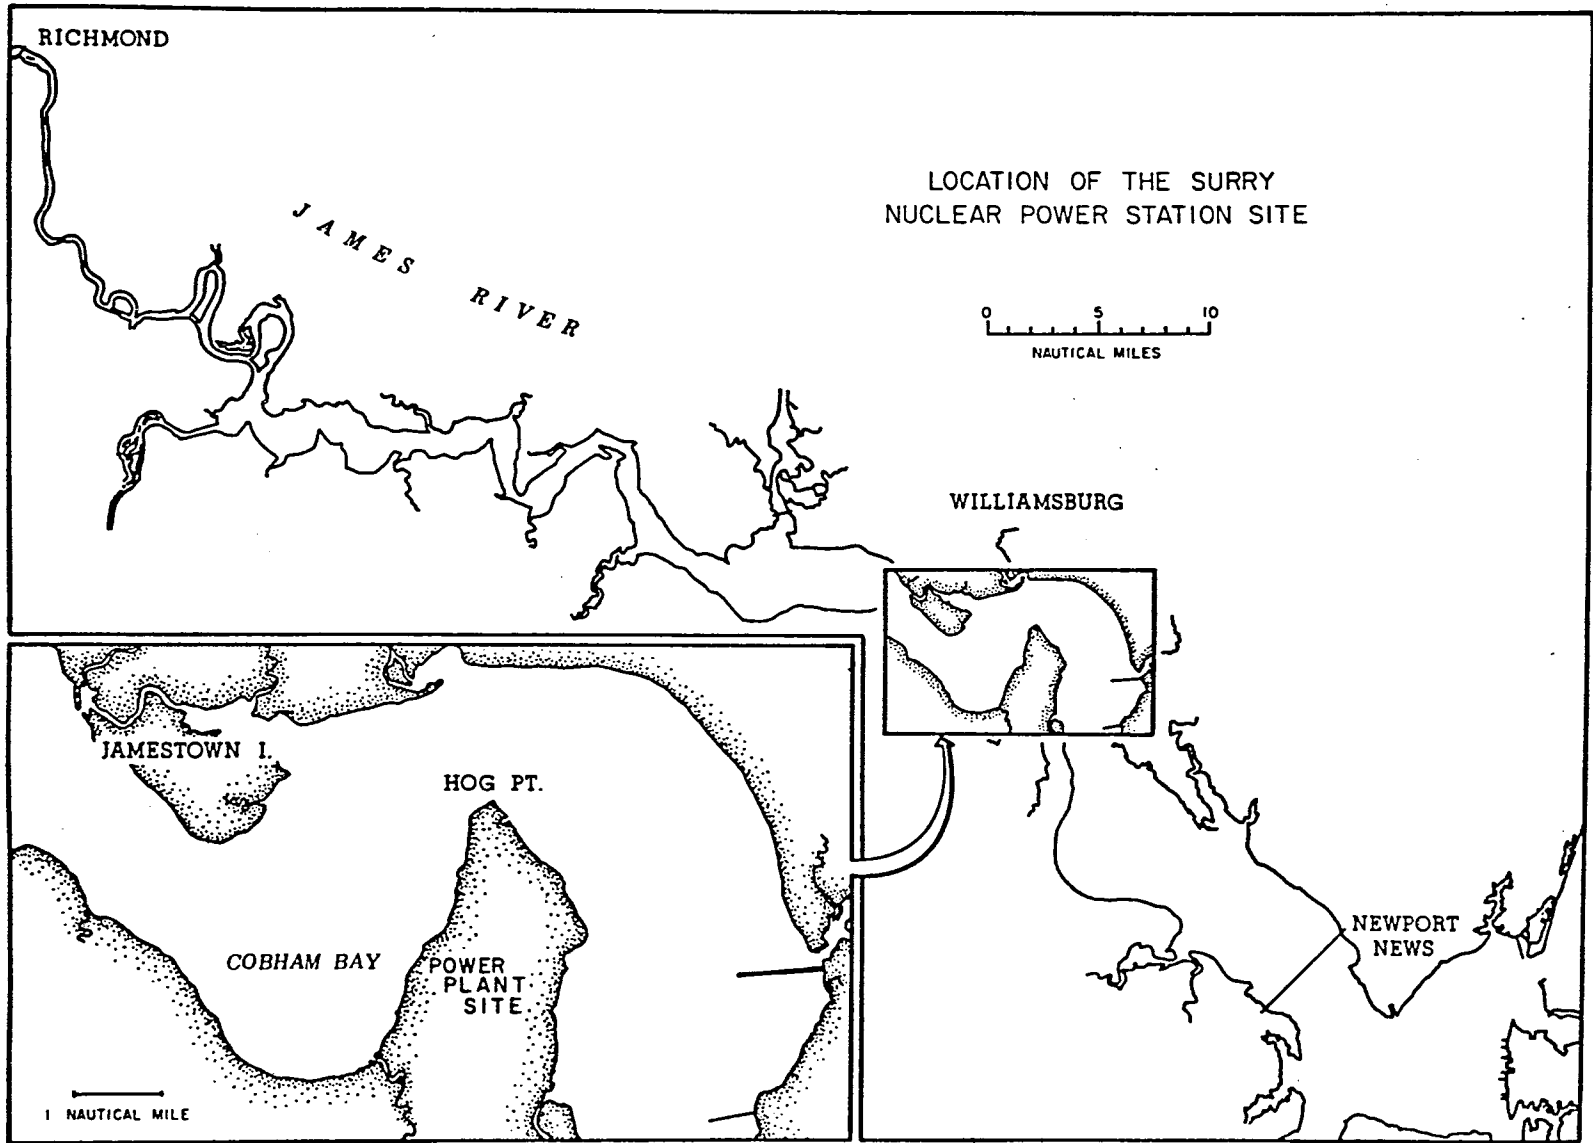 RICHMOND
JAMES RIVER
LOCATION OF THE SURRY
NUCLEAR POWER STATION SITE
0 5 10
NAUTICAL MILES
WILLIAMSBURG
JAMESTOWN I.
HOG PT.
COBHAM BAY
POWER
PLANT
SITE
1 NAUTICAL MILE
NEWPORT
NEWS